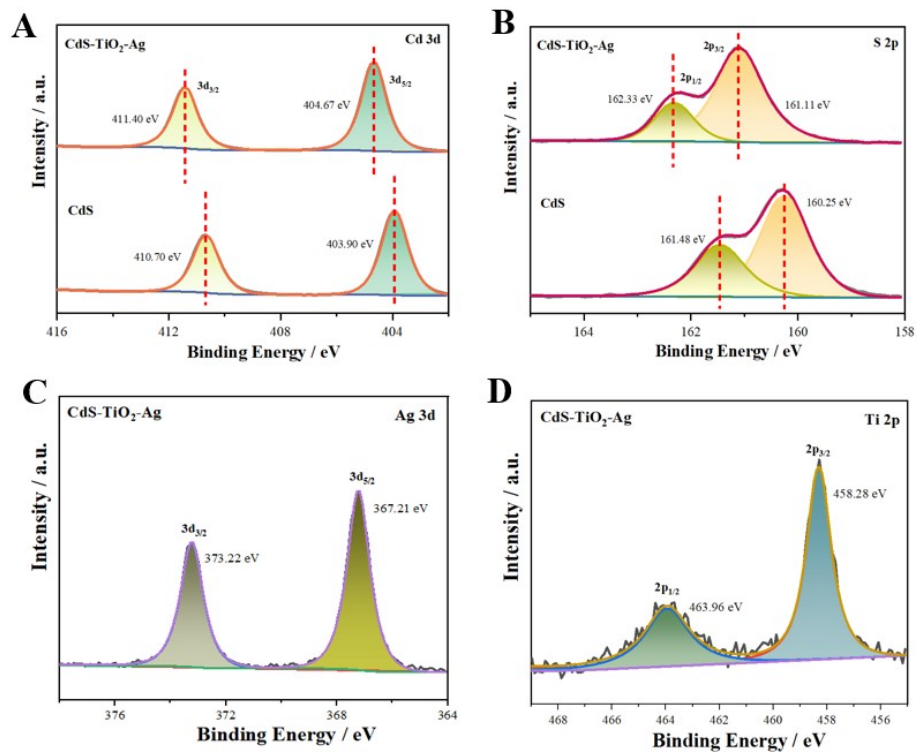 A
CdS-TiO₂-Ag
Cd 3d
3d₃/₂
3d₅/₂
411.40 eV
404.67 eV
CdS
410.70 eV
403.90 eV
Intensity / a.u.
416
412
408
404
Binding Energy / eV
B
CdS-TiO₂-Ag
S 2p
2p₃/₂
2p₁/₂
162.33 eV
161.11 eV
CdS
160.25 eV
161.48 eV
Intensity / a.u.
164
162
160
158
Binding Energy / eV
C
CdS-TiO₂-Ag
Ag 3d
3d₅/₂
367.21 eV
3d₃/₂
373.22 eV
Intensity / a.u.
376
372
368
364
Binding Energy / eV
D
CdS-TiO₂-Ag
Ti 2p
2p₃/₂
458.28 eV
2p₁/₂
463.96 eV
Intensity / a.u.
468
466
464
462
460
458
456
Binding Energy / eV